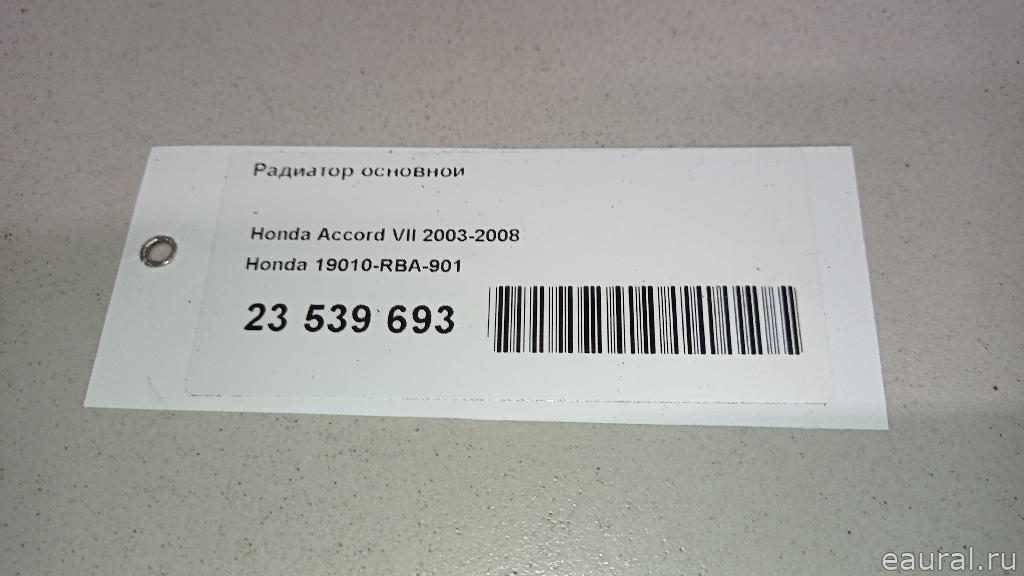 Радиатор основной
Honda Accord VII 2003-2008
Honda 19010-RBA-901
23 539 693
eaural.ru